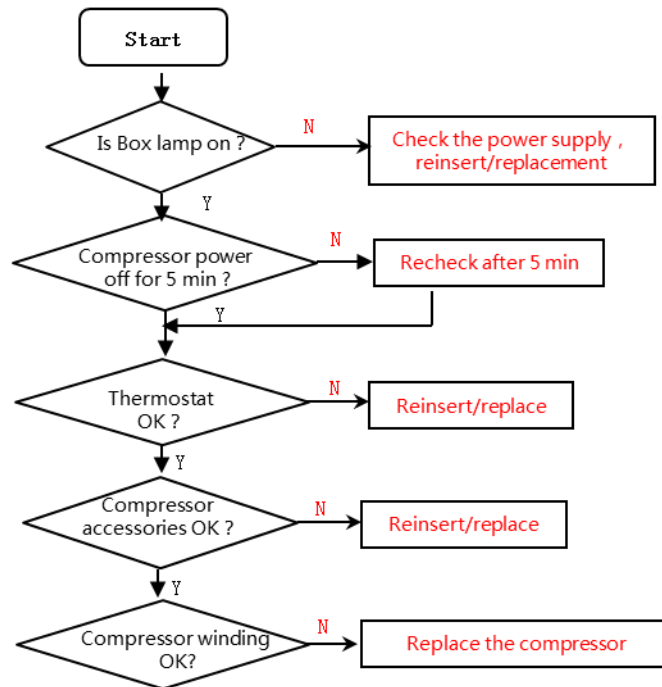 Start
Is Box lamp on ?
N
Check the power supply ,
reinsert/replacement
Y
Compressor power
off for 5 min ?
N
Recheck after 5 min
Y
Thermostat
OK ?
N
Reinsert/replace
Y
Compressor
accessories OK ?
N
Reinsert/replace
Y
Compressor winding
OK?
N
Replace the compressor